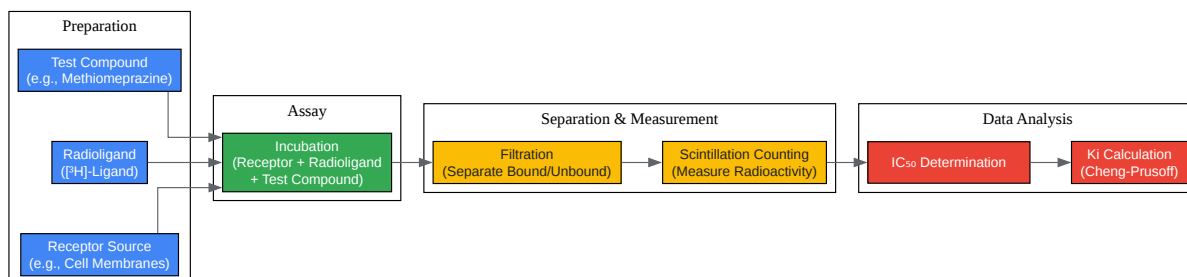 Preparation
Test Compound
(e.g., Methiomeprazine)
Radioligand
([³H]-Ligand)
Receptor Source
(e.g., Cell Membranes)
Assay
Incubation
(Receptor + Radioligand
+ Test Compound)
Separation & Measurement
Filtration
(Separate Bound/Unbound)
Scintillation Counting
(Measure Radioactivity)
Data Analysis
IC₅₀ Determination
Ki Calculation
(Cheng-Prusoff)